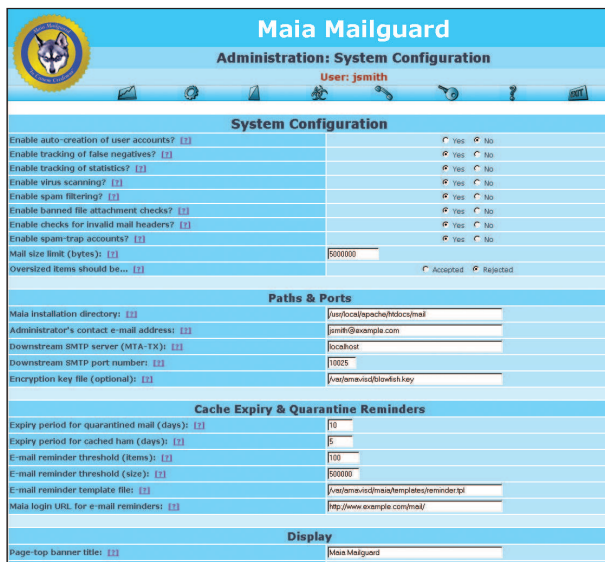 Maia Mailguard
Administration: System Configuration
User: jsmith
EXIT
System Configuration
Enable auto-creation of user accounts? [?] Yes No
Enable tracking of false negatives? [?] Yes No
Enable tracking of statistics? [?] Yes No
Enable virus scanning? [?] Yes No
Enable spam filtering? [?] Yes No
Enable banned file attachment checks? [?] Yes No
Enable checks for invalid mail headers? [?] Yes No
Enable spam-trap accounts? [?] Yes No
Mail size limit (bytes): [?] 5000000
Oversized items should be... [?] Accepted Rejected
Paths & Ports
Maia installation directory: [?] /usr/local/apache/htdocs/mail
Administrator's contact e-mail address: [?] jsmith@example.com
Downstream SMTP server (MTA-TX): [?] localhost
Downstream SMTP port number: [?] 10025
Encryption key file (optional): [?] /var/amavisd/blowfish.key
Cache Expiry & Quarantine Reminders
Expiry period for quarantined mail (days): [?] 10
Expiry period for cached ham (days): [?] 5
E-mail reminder threshold (items): [?] 100
E-mail reminder threshold (size): [?] 500000
E-mail reminder template file: [?] /var/amavisd/maia/templates/reminder.tpl
Maia login URL for e-mail reminders: [?] http://www.example.com/mail/
Display
Page-top banner title: [?] Maia Mailguard